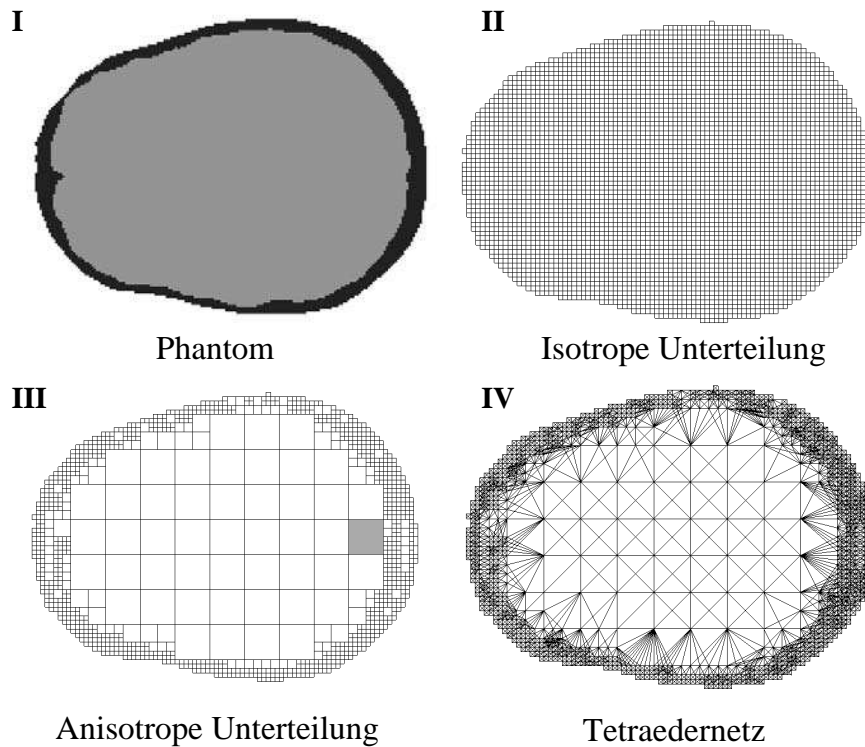 I
II
Phantom
Isotrope Unterteilung
III
IV
Anisotrope Unterteilung
Tetraedernetz